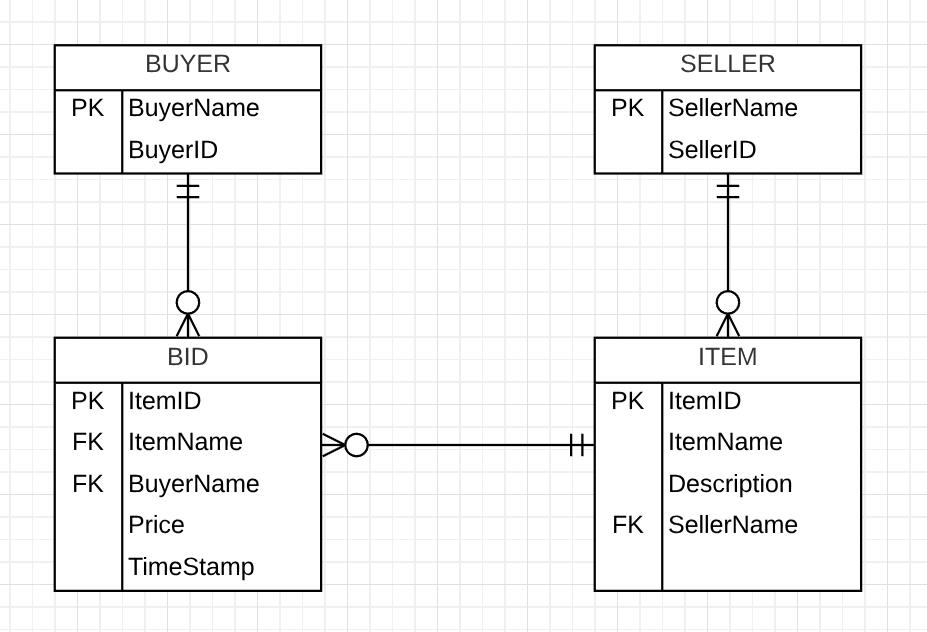 BUYER
PK BuyerName
BuyerID
SELLER
PK SellerName
SellerID
BID
PK ItemID
FK ItemName
FK BuyerName
Price
TimeStamp
ITEM
PK ItemID
ItemName
Description
FK SellerName